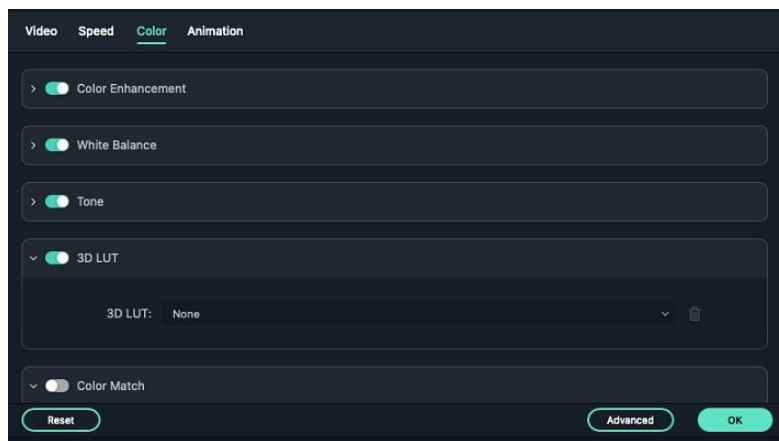 Video Speed Color Animation
Color Enhancement
White Balance
Tone
3D LUT
3D LUT: None
Color Match
Reset Advanced OK